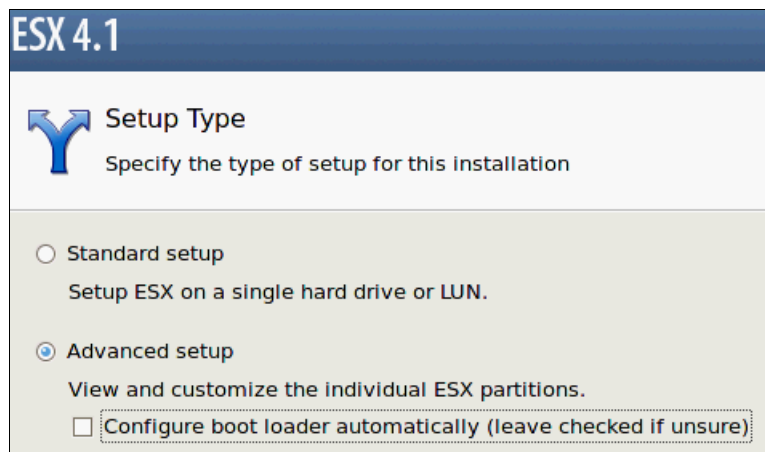 ESX 4.1
Setup Type
Specify the type of setup for this installation
Standard setup
Setup ESX on a single hard drive or LUN.
Advanced setup
View and customize the individual ESX partitions.
Configure boot loader automatically (leave checked if unsure)